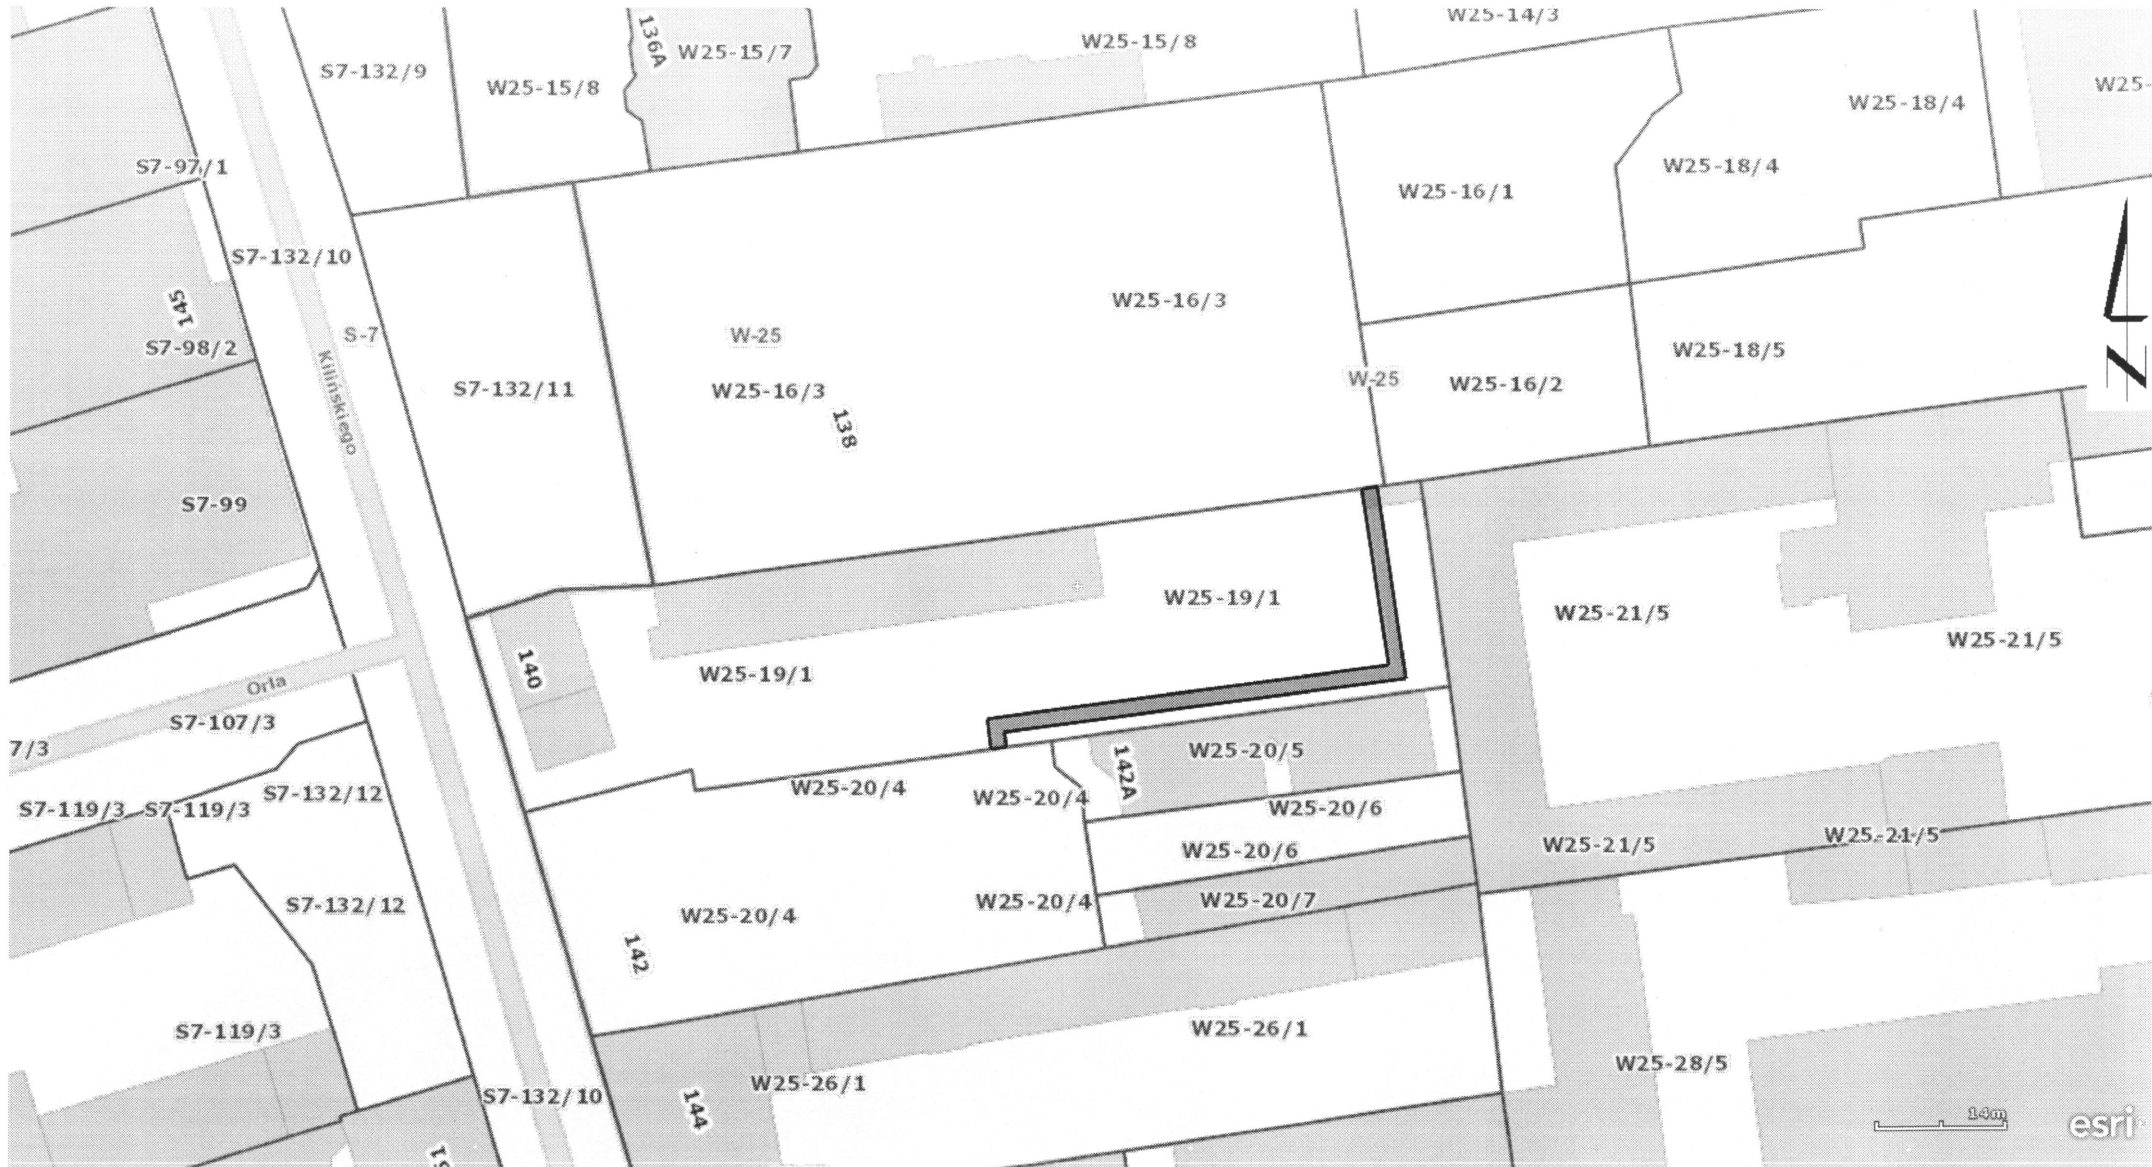 W25-14/3
136A
W25-15/8
W25-15/7
S7-132/9
W25-15/8
W25-
W25-18/4
S7-97/1
W25-18/4
W25-16/1
S7-132/10
W25-16/3
145
S-7
W-25
S7-98/2
W25-18/5
Kilińskiego
W-25
W25-16/2
S7-132/11
W25-16/3
138
N
S7-99
W25-19/1
W25-21/5
W25-21/5
140
W25-19/1
Orla
S7-107/3
7/3
W25-20/5
142A
W25-20/4
S7-132/12
W25-20/4
S7-119/3
S7-119/3
W25-20/6
W25-21/5
W25-21/5
W25-20/6
W25-20/7
W25-20/4
S7-132/12
W25-20/4
142
S7-119/3
W25-26/1
W25-28/5
W25-26/1
S7-132/10
144
14m
esri